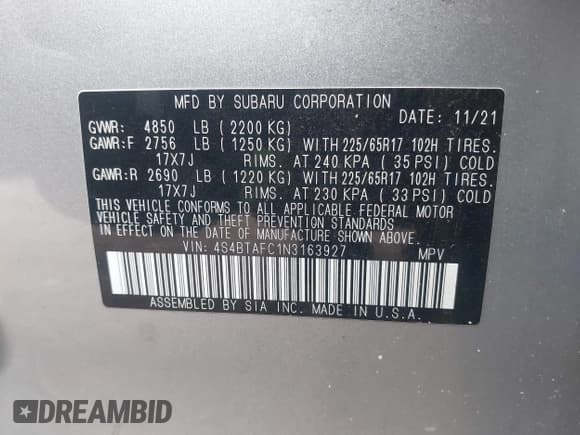 MFD BY SUBARU CORPORATION
DATE: 11/21
GVWR: 4850 LB (2200 KG)
GAWR:F 2756 LB (1250 KG) WITH 225/65R17 102H TIRES.
17X7J RIMS. AT 240 KPA (35 PSI) COLD
GAWR:R 2690 LB (1220 KG) WITH 225/65R17 102H TIRES.
17X7J RIMS. AT 230 KPA (33 PSI) COLD
THIS VEHICLE CONFORMS TO ALL APPLICABLE FEDERAL MOTOR
VEHICLE SAFETY AND THEFT PREVENTION STANDARDS
IN EFFECT ON THE DATE OF MANUFACTURE SHOWN ABOVE.
VIN: 4S4BTAFC1N3163927 MPV
ASSEMBLED BY SIA INC. MADE IN U.S.A.
DREAMBID